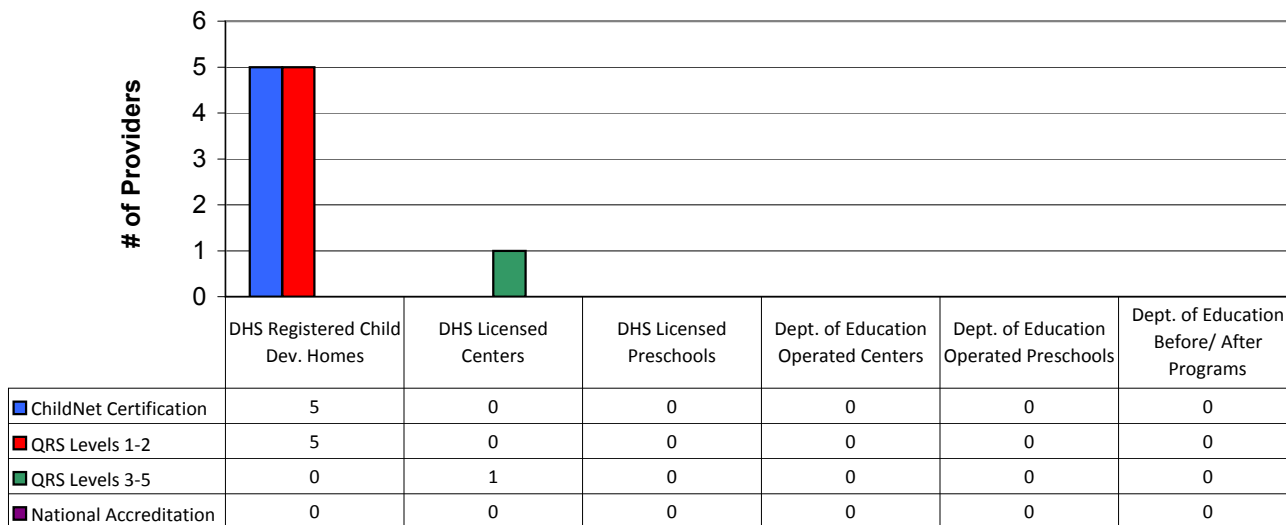 6
5
4
3
2
1
0
# of Providers
DHS Registered Child
Dev. Homes
DHS Licensed
Centers
DHS Licensed
Preschools
Dept. of Education
Operated Centers
Dept. of Education
Operated Preschools
Dept. of Education
Before/ After
Programs
ChildNet Certification 5 0 0 0 0 0
QRS Levels 1-2 5 0 0 0 0 0
QRS Levels 3-5 0 1 0 0 0 0
National Accreditation 0 0 0 0 0 0